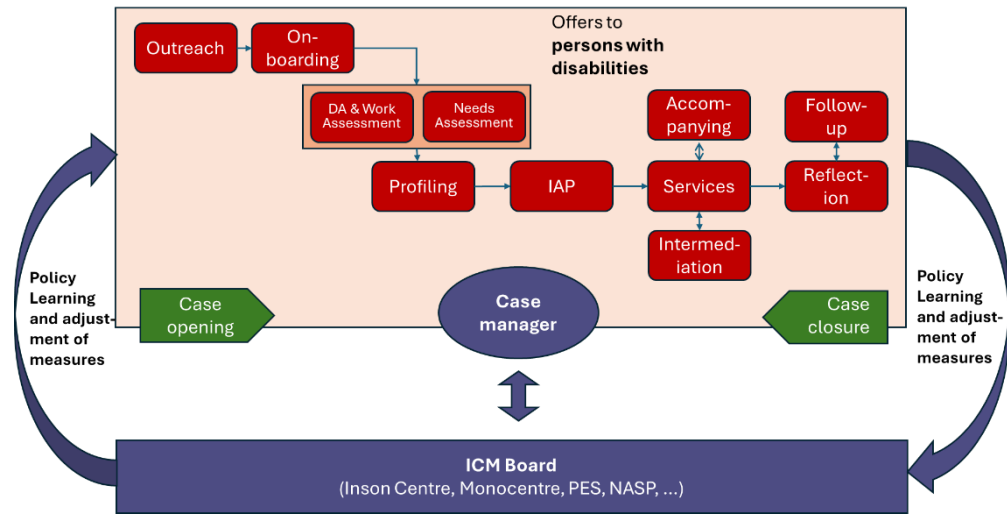 Offers to
persons with
disabilities
Outreach
On-
boarding
DA & Work
Assessment
Needs
Assessment
Accom-
panying
Follow-
up
Profiling
IAP
Services
Reflect-
ion
Intermed-
iation
Policy
Learning
and adjust-
ment of
measures
Case
opening
Case
manager
Case
closure
Policy
Learning
and adjust-
ment of
measures
ICM Board
(Inson Centre, Monocentre, PES, NASP, ...)